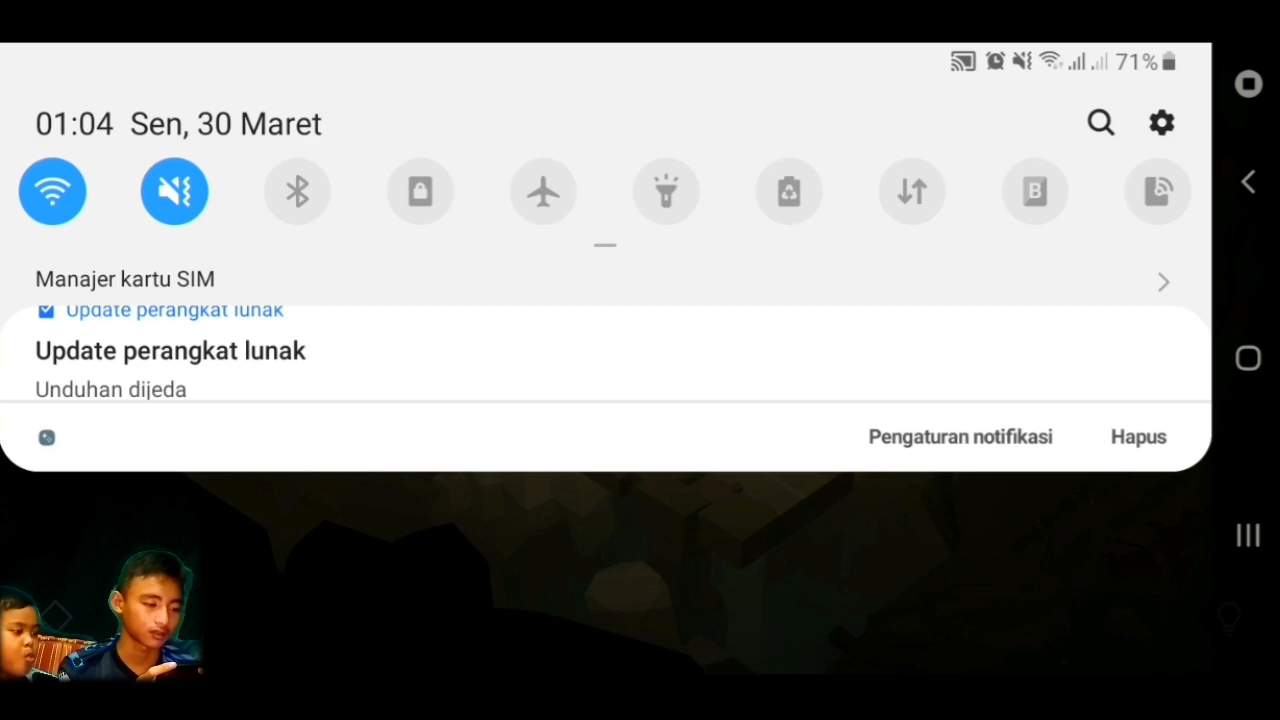 71%
01:04 Sen, 30 Maret
B
Manajer kartu SIM
Update perangkat lunak
Update perangkat lunak
Unduhan dijeda
Pengaturan notifikasi Hapus